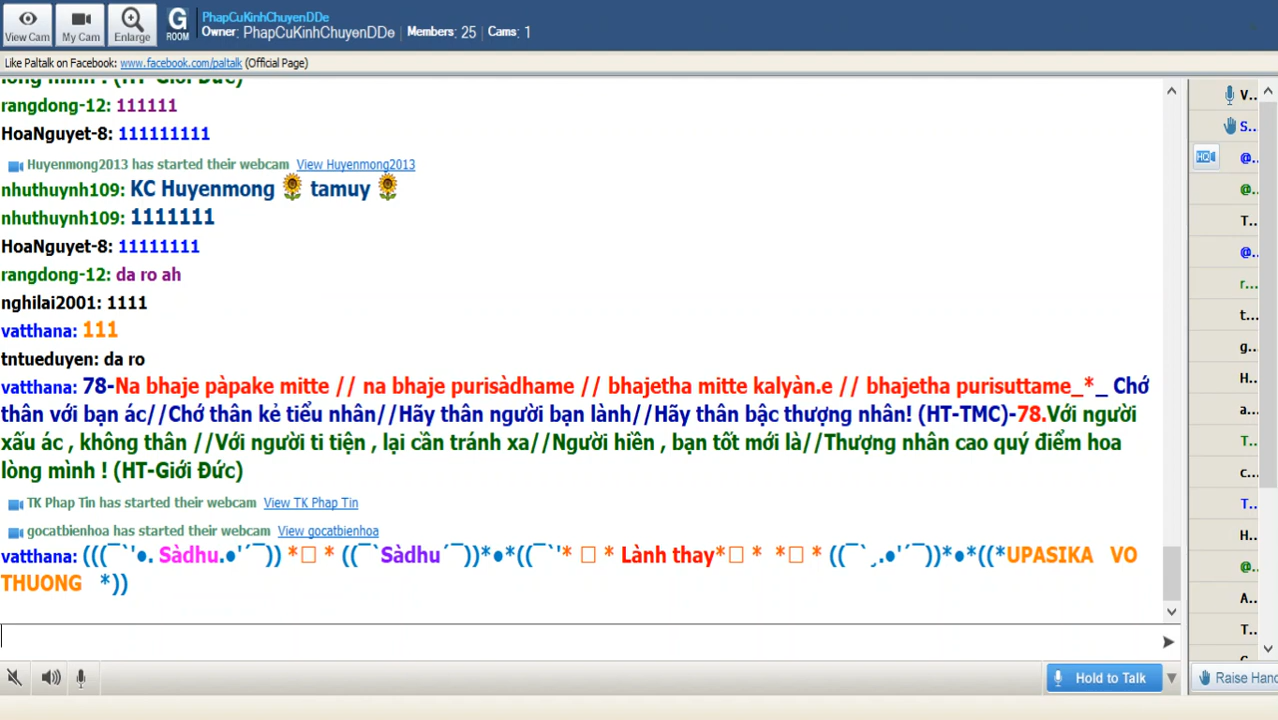 PhapCuKinhChuyenDDe
View Cam My Cam Enlarge G ROOM Owner: PhapCuKinhChuyenDDe Members: 25 Cams: 1
Like Paltalk on Facebook: www.facebook.com/paltalk (Official Page)
lòng mình ! (HT-Giới Đức)
rangdong-12: 111111
HoaNguyet-8: 111111111
Huyenmong2013 has started their webcam View Huyenmong2013
nhuthuynh109: KC Huyenmong 🌻 tamuy 🌻
nhuthuynh109: 1111111
HoaNguyet-8: 11111111
rangdong-12: da ro ah
nghilai2001: 1111
vatthana: 111
tntueduyen: da ro
vatthana: 78-Na bhaje pàpake mitte // na bhaje purisàdhame // bhajetha mitte kalyàn.e // bhajetha purisuttame_*_ Chớ
thân với bạn ác//Chớ thân kẻ tiểu nhân//Hãy thân người bạn lành//Hãy thân bậc thượng nhân! (HT-TMC)-78.Với người
xấu ác , không thân //Với người ti tiện , lại cần tránh xa//Người hiền , bạn tốt mới là//Thượng nhân cao quý điểm hoa
lòng mình ! (HT-Giới Đức)
TK Phap Tin has started their webcam View TK Phap Tin
gocatbienhoa has started their webcam View gocatbienhoa
vatthana: (((¯`'•. Sàdhu.•'´¯)) *□ * ((¯`Sàdhu´¯))*•*((¯`'* □ * Lành thay*□ * *□ * ((¯`¸.•'´¯))*•*((*UPASIKA VO
THUONG *))
Hold to Talk
Raise Hand
V..
S..
HQ @..
@..
T..
@..
r...
t...
g..
H..
a..
T..
c...
T..
H..
@..
A..
T..